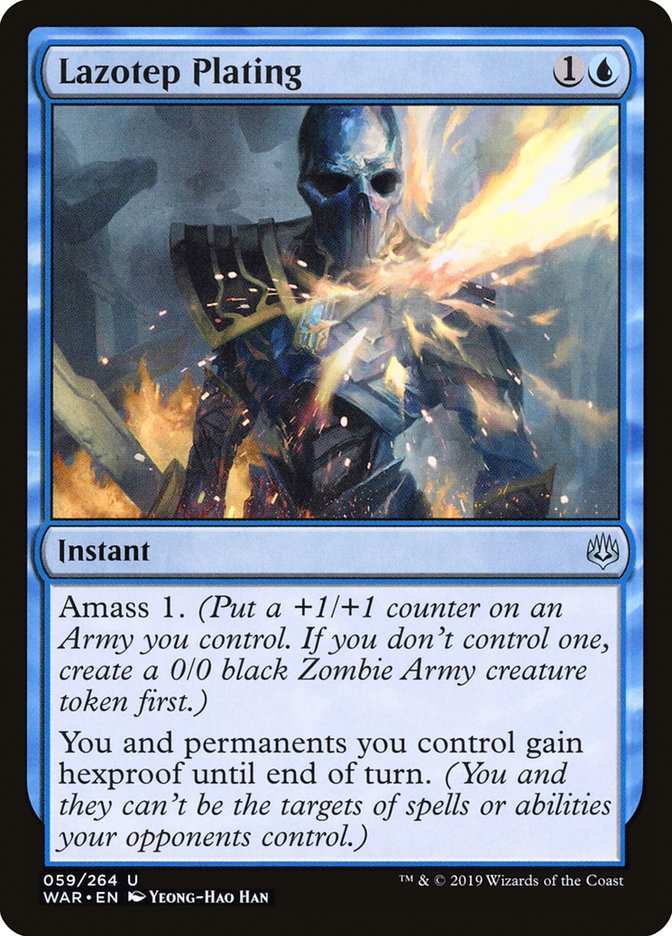 Lazotep Plating 1
Instant
Amass 1. (Put a +1/+1 counter on an
Army you control. If you don't control one,
create a 0/0 black Zombie Army creature
token first.)
You and permanents you control gain
hexproof until end of turn. (You and
they can't be the targets of spells or abilities
your opponents control.)
059/264 U
WAR • EN Yeong-Hao Han
™ & © 2019 Wizards of the Coast